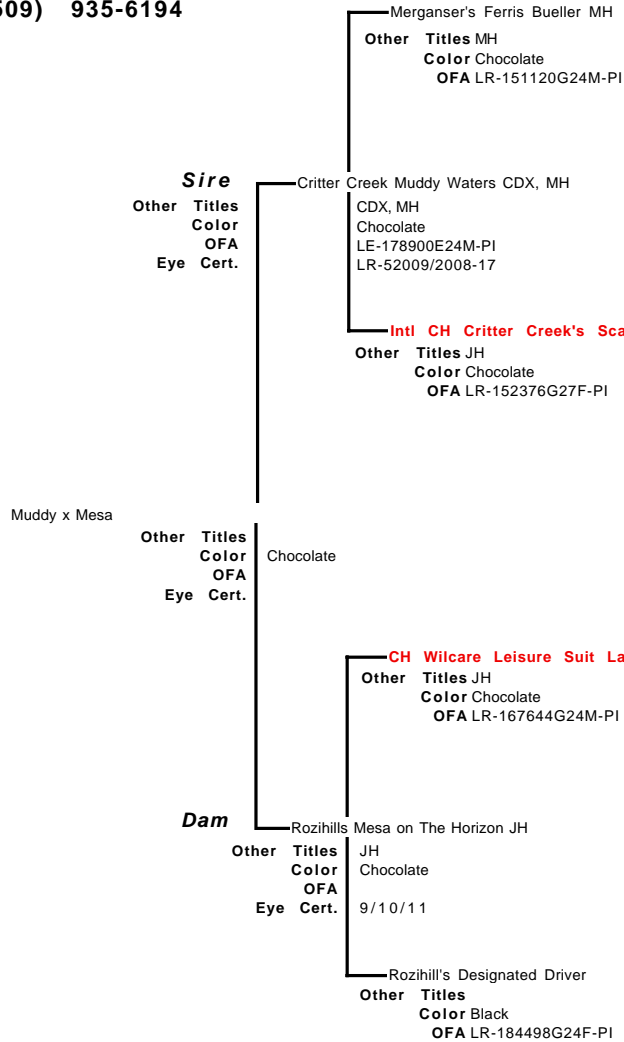 509) 935-6194
Merganser's Ferris Bueller MH
Other Titles MH
Color Chocolate
OFA LR-151120G24M-PI
Sire
Critter Creek Muddy Waters CDX, MH
Other Titles CDX, MH
Color Chocolate
OFA LE-178900E24M-PI
Eye Cert. LR-52009/2008-17
Intl CH Critter Creek's
Other Titles JH
Color Chocolate
OFA LR-152376G27F-PI
Muddy x Mesa
Other Titles
Color Chocolate
OFA
Eye Cert.
CH Wilcare Leisure Suit
Other Titles JH
Color Chocolate
OFA LR-167644G24M-PI
Dam
Rozihills Mesa on The Horizon JH
Other Titles JH
Color Chocolate
OFA
Eye Cert. 9/10/11
Rozihill's Designated Driver
Other Titles
Color Black
OFA LR-184498G24F-PI